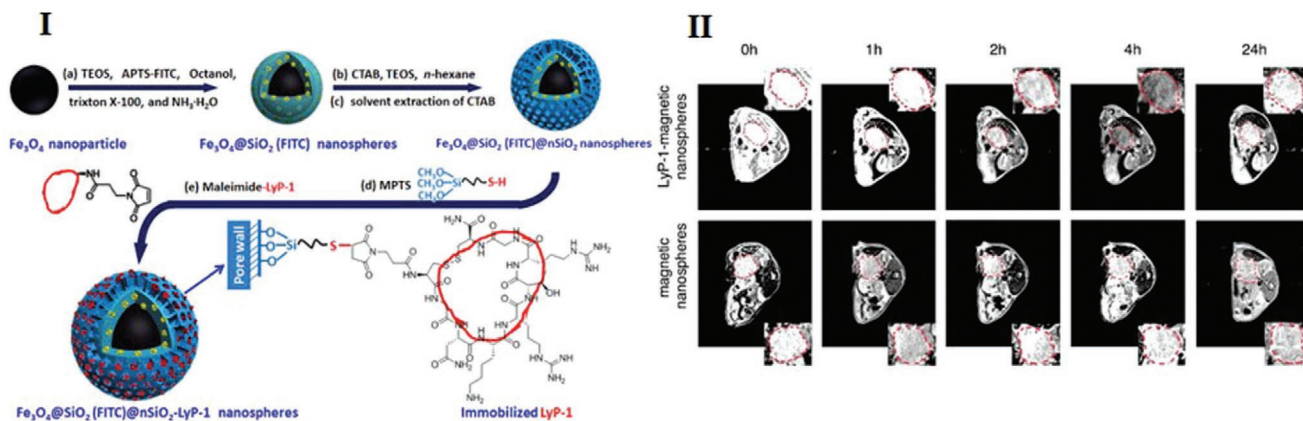 I
(a) TEOS, APTS-FITC, Octanol,
trixton X-100, and NH₃·H₂O
(b) CTAB, TEOS, n-hexane
(c) solvent extraction of CTAB
Fe₃O₄ nanoparticle
Fe₃O₄@SiO₂ (FITC) nanospheres
Fe₃O₄@SiO₂ (FITC)@nSiO₂ nanospheres
NH
O
N
O
O
(e) Maleimide-LyP-1
(d) MPTS
CH₃O
CH₃O
CH₃O
Si
S-H
Pore wall
O
O
O
Si
S
O
N
O
O
Fe₃O₄@SiO₂ (FITC)@nSiO₂-LyP-1 nanospheres
Immobilized LyP-1
II
0h
1h
2h
4h
24h
LyP-1-magnetic
nanospheres
magnetic
nanospheres